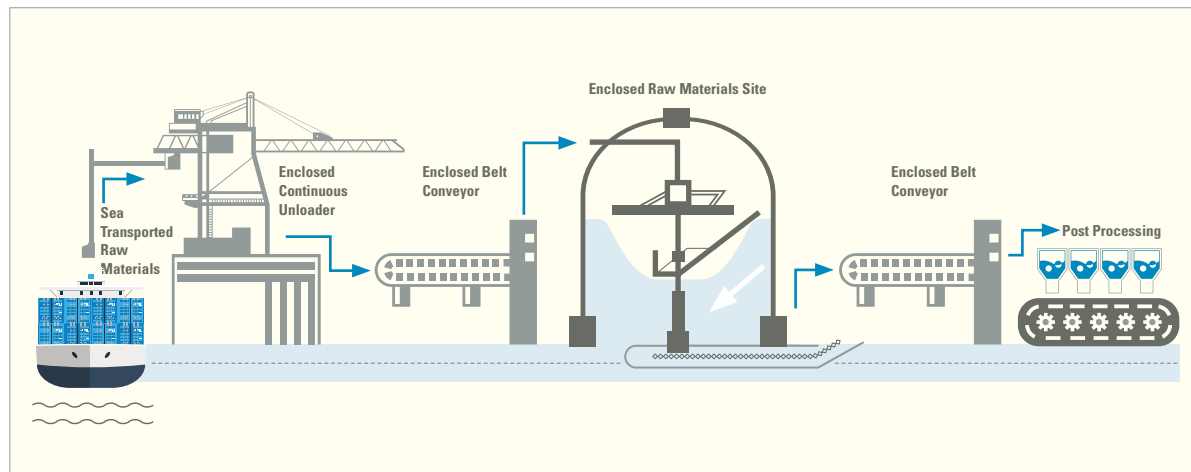 Sea
Transported
Raw
Materials
Enclosed
Continuous
Unloader
Enclosed Belt
Conveyor
Enclosed Raw Materials Site
Enclosed Belt
Conveyor
Post Processing